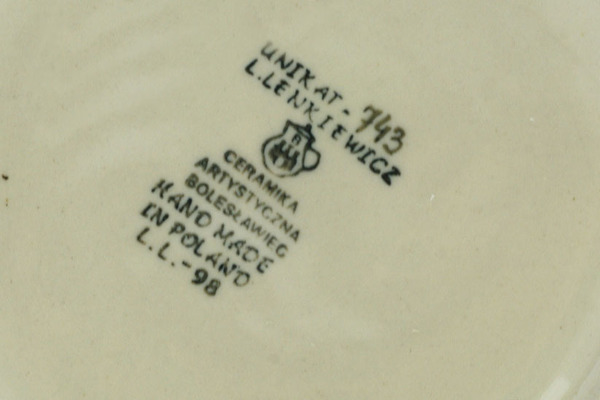 UNIKAT - 743
L.LENKIEWICZ
CERAMIKA
ARTYSTYCZNA
BOLESŁAWIEC
HAND MADE
IN POLAND
L.L.-98